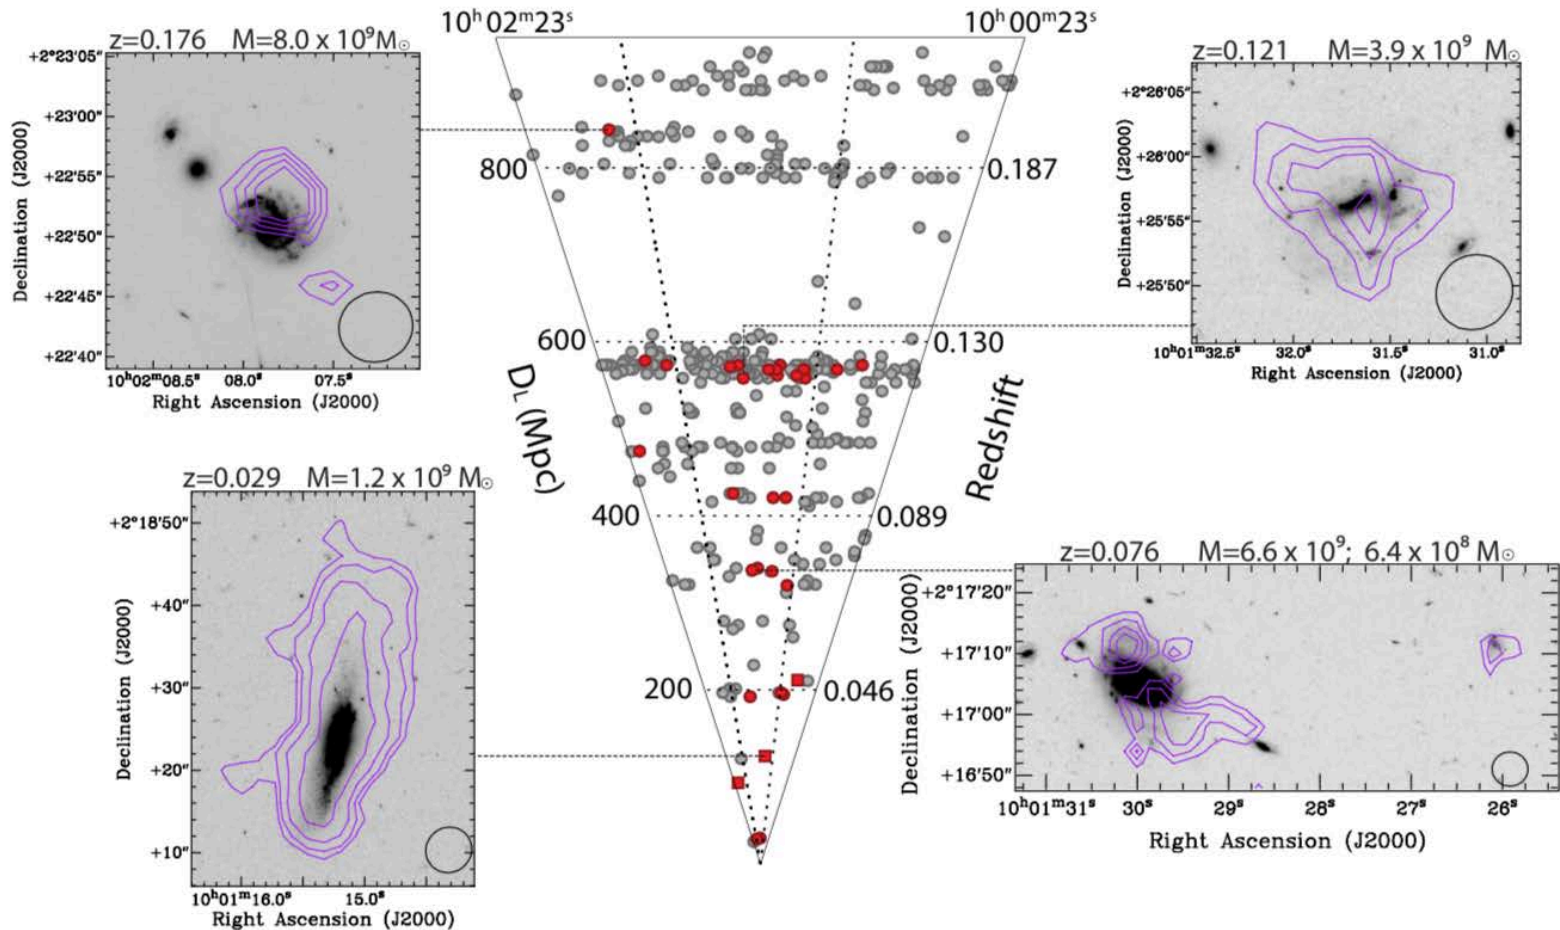 10ʰ 02ᵐ23ˢ
10ʰ 00ᵐ23ˢ
z=0.176 M=8.0 x 10⁹M☉
+2°23'05"
+23'00"
+22'55"
+22'50"
+22'45"
+22'40"
Declination (J2000)
10ʰ02ᵐ08.5ˢ 08.0ˢ 07.5ˢ
Right Ascension (J2000)
z=0.121 M=3.9 x 10⁹ M☉
+2°26'05"
+26'00"
+25'55"
+25'50"
Declination (J2000)
10ʰ01ᵐ32.5ˢ 32.0ˢ 31.5ˢ 31.0ˢ
Right Ascension (J2000)
800 0.187
600 0.130
D_L (Mpc)
Redshift
400 0.089
200 0.046
z=0.029 M=1.2 x 10⁹ M☉
+2°18'50"
+40"
+30"
+20"
+10"
Declination (J2000)
10ʰ01ᵐ16.0ˢ 15.0ˢ
Right Ascension (J2000)
z=0.076 M=6.6 x 10⁹; 6.4 x 10⁸ M☉
+2°17'20"
+17'10"
+17'00"
+16'50"
Declination (J2000)
10ʰ01ᵐ31ˢ 30ˢ 29ˢ 28ˢ 27ˢ 26ˢ
Right Ascension (J2000)